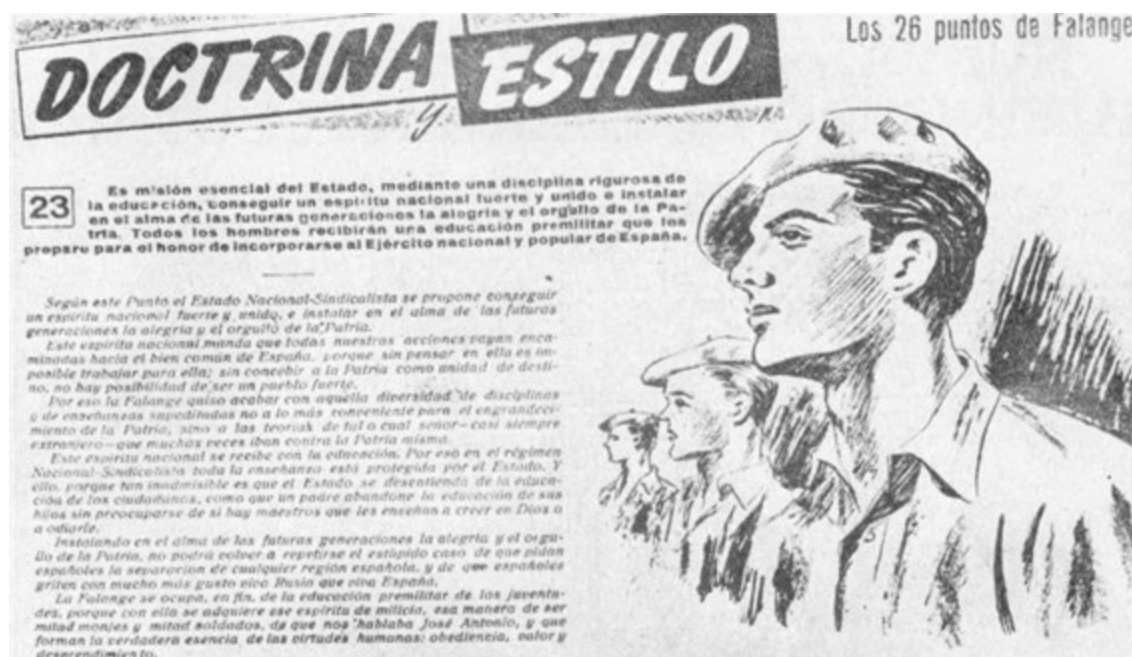 DOCTRINA
y
ESTILO
Los 26 puntos de Falange
23
Es misión esencial del Estado, mediante una disciplina rigurosa de
la educación, conseguir un espíritu nacional fuerte y unido e instalar
en el alma de las futuras generaciones la alegría y el orgullo de la Pa-
tria. Todos los hombres recibirán una educación premilitar que les
prepare para el honor de incorporarse al Ejército nacional y popular de España.
Según este Punto el Estado Nacional-Sindicalista se propone conseguir
un espíritu nacional fuerte y unido, e instalar en el alma de las futuras
generaciones la alegría y el orgullo de la Patria.
Este espíritu nacional manda que todas nuestras acciones vayan enca-
minadas hacia el bien común de España, porque sin pensar en ella es im-
posible trabajar para ella; sin concebir a la Patria como unidad de desti-
no, no hay posibilidad de ser un pueblo fuerte.
Por eso la Falange quiso acabar con aquella diversidad de disciplinas
y de enseñanzas supeditadas no a lo más conveniente para el engrandeci-
miento de la Patria, sino a las teorías de tal o cual señor—casi siempre
extranjero—que muchas veces iban contra la Patria misma.
Este espíritu nacional se recibe con la educación. Por eso en el régimen
Nacional-Sindicalista toda la enseñanza está protegida por el Estado. Y
ello, porque tan inadmisible es que el Estado se desentienda de la educa-
ción de los ciudadanos, como que un padre abandone la educación de sus
hijos sin preocuparse de si hay maestros que les enseñan a creer en Dios o
a odiarle.
Instalando en el alma de las futuras generaciones la alegría y el orgu-
llo de la Patria, no podrá volver a repetirse el estúpido caso de que pidan
españoles la separación de cualquier región española, y de que españoles
griten con mucho más gusto viva Rusia que viva España.
La Falange se ocupa, en fin, de la educación premilitar de las juventu-
des, porque con ella se adquiere ese espíritu de milicia, esa manera de ser
mitad monjes y mitad soldados, de que nos hablaba José Antonio, y que
forman la verdadera esencia de las virtudes humanas: obediencia, valor y
desprendimiento.